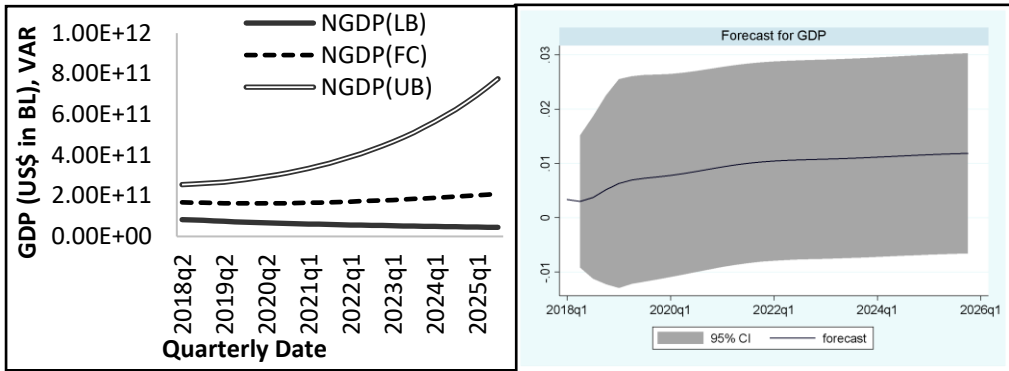 GDP (US$ in BL), VAR
1.00E+12
8.00E+11
6.00E+11
4.00E+11
2.00E+11
0.00E+00
NGDP(LB)
NGDP(FC)
NGDP(UB)
2018q2
2019q2
2020q2
2021q1
2022q1
2023q1
2024q1
2025q1
Quarterly Date
Forecast for GDP
.03
.02
.01
0
-.01
2018q1
2020q1
2022q1
2024q1
2026q1
95% CI
forecast